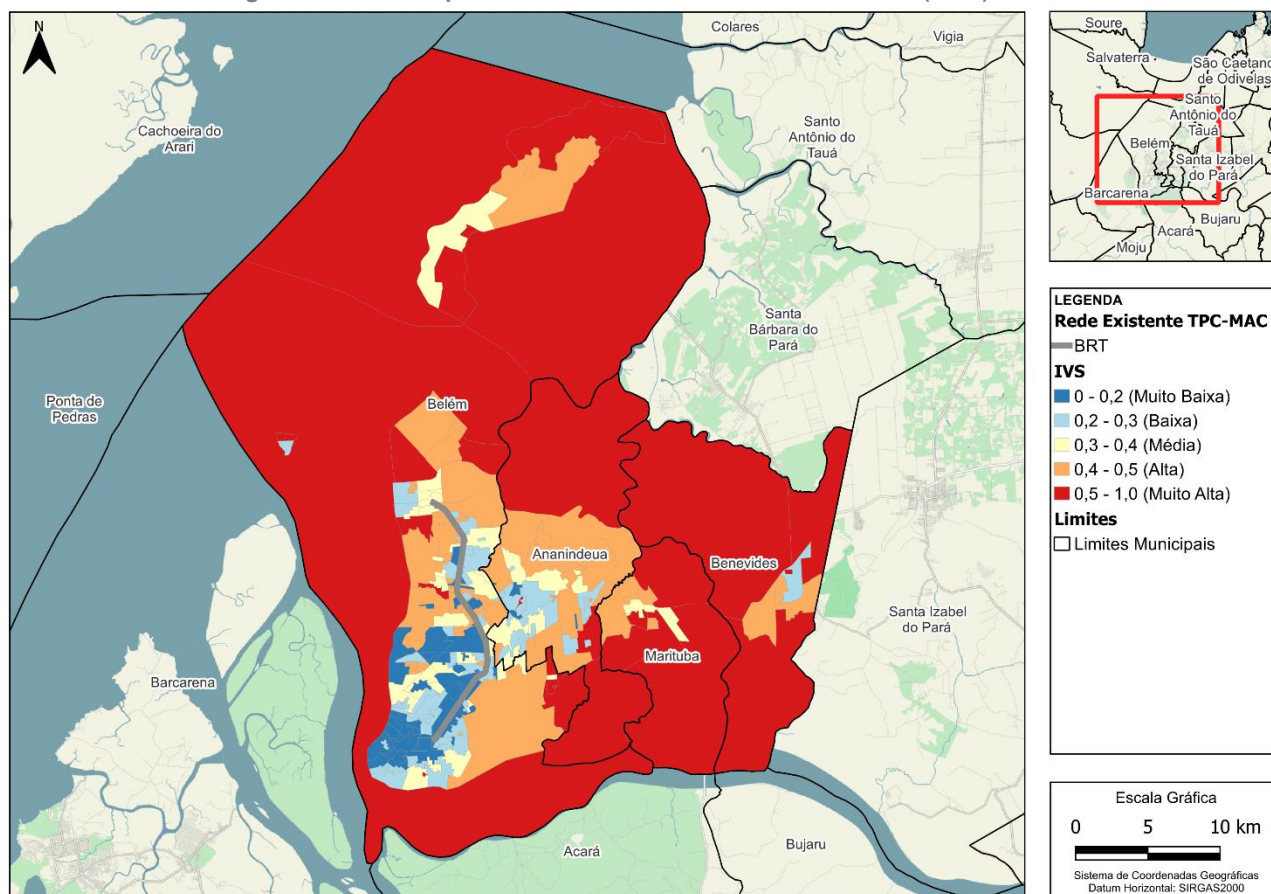 N
Colares
Vigia
Cachoeira do
Arari
Santo
Antônio do
Tauá
Santa
Bárbara do
Pará
Ponta de
Pedras
Belém
Ananindeua
Benevides
Marituba
Santa Izabel
do Pará
Barcarena
Acará
Bujaru
Soure
Salvaterra
São Caetano
de Odivelas
Santo
Antônio do
Tauá
Belém
Santa Izabel
do Pará
Barcarena
Bujaru
Acará
Moju
LEGENDA
Rede Existente TPC-MAC
BRT
IVS
0 - 0,2 (Muito Baixa)
0,2 - 0,3 (Baixa)
0,3 - 0,4 (Média)
0,4 - 0,5 (Alta)
0,5 - 1,0 (Muito Alta)
Limites
Limites Municipais
Escala Gráfica
0 5 10 km
Sistema de Coordenadas Geográficas
Datum Horizontal: SIRGAS2000